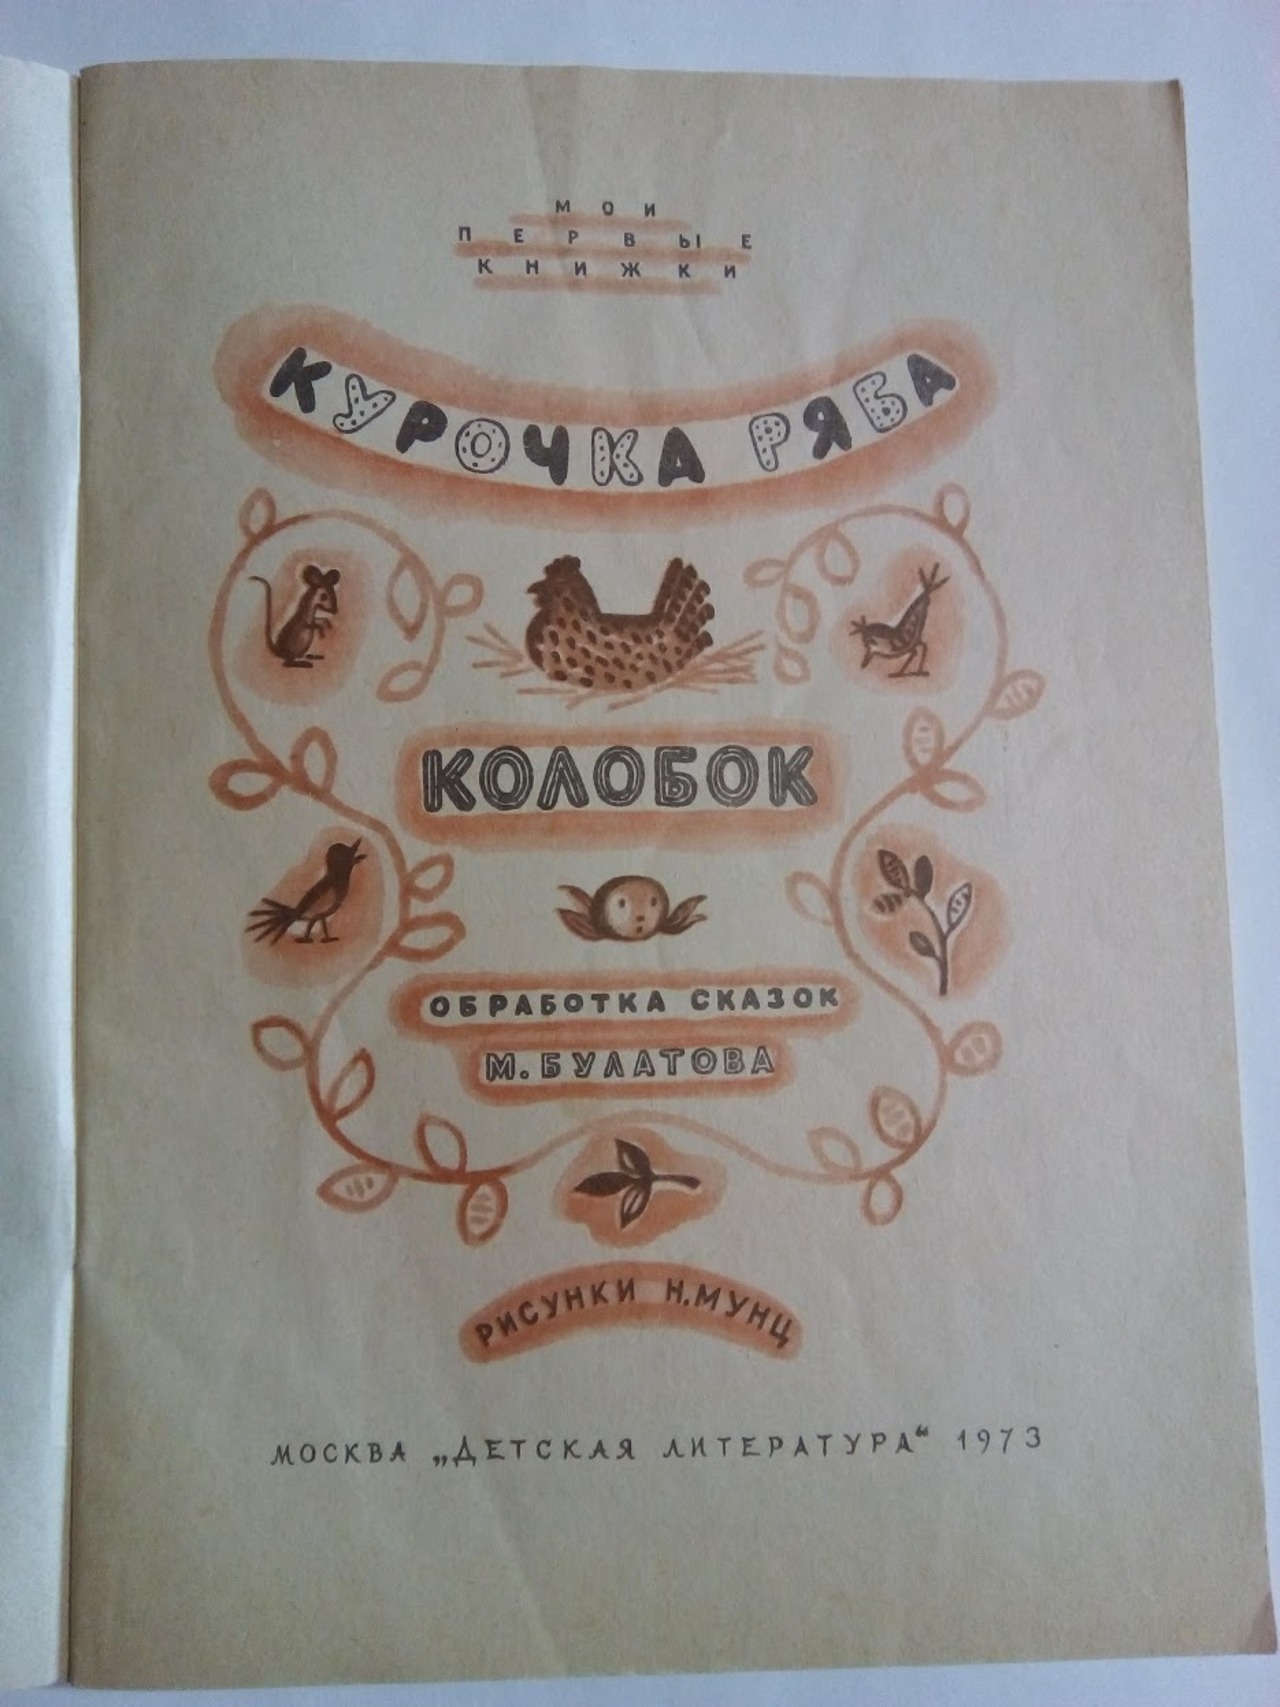 МОИ
ПЕРВЫЕ
КНИЖКИ
КУРОЧКА РЯБА
КОЛОБОК
ОБРАБОТКА СКАЗОК
М. БУЛАТОВА
РИСУНКИ Н. МУНЦ
МОСКВА „ДЕТСКАЯ ЛИТЕРАТУРА“ 1973